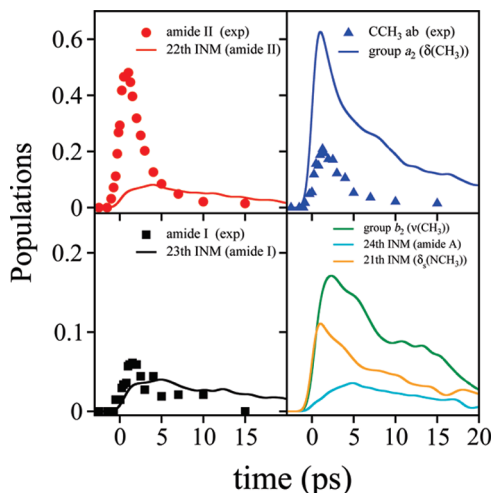 amide II (exp)
22th INM (amide II)
CCH3 ab (exp)
group a2 (δ(CH3))
0.6
0.4
0.2
0
Populations
amide I (exp)
23th INM (amide I)
group b2 (ν(CH3))
24th INM (amide A)
21th INM (δs(NCH3))
0.2
0.1
0
0 5 10 15
0 5 10 15 20
time (ps)